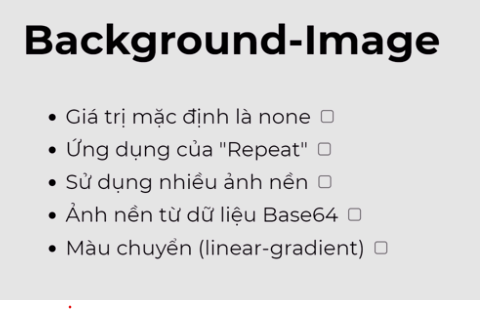 Background-Image
Giá trị mặc định là none
Ứng dụng của "Repeat"
Sử dụng nhiều ảnh nền
Ảnh nền từ dữ liệu Base64
Màu chuyển (linear-gradient)